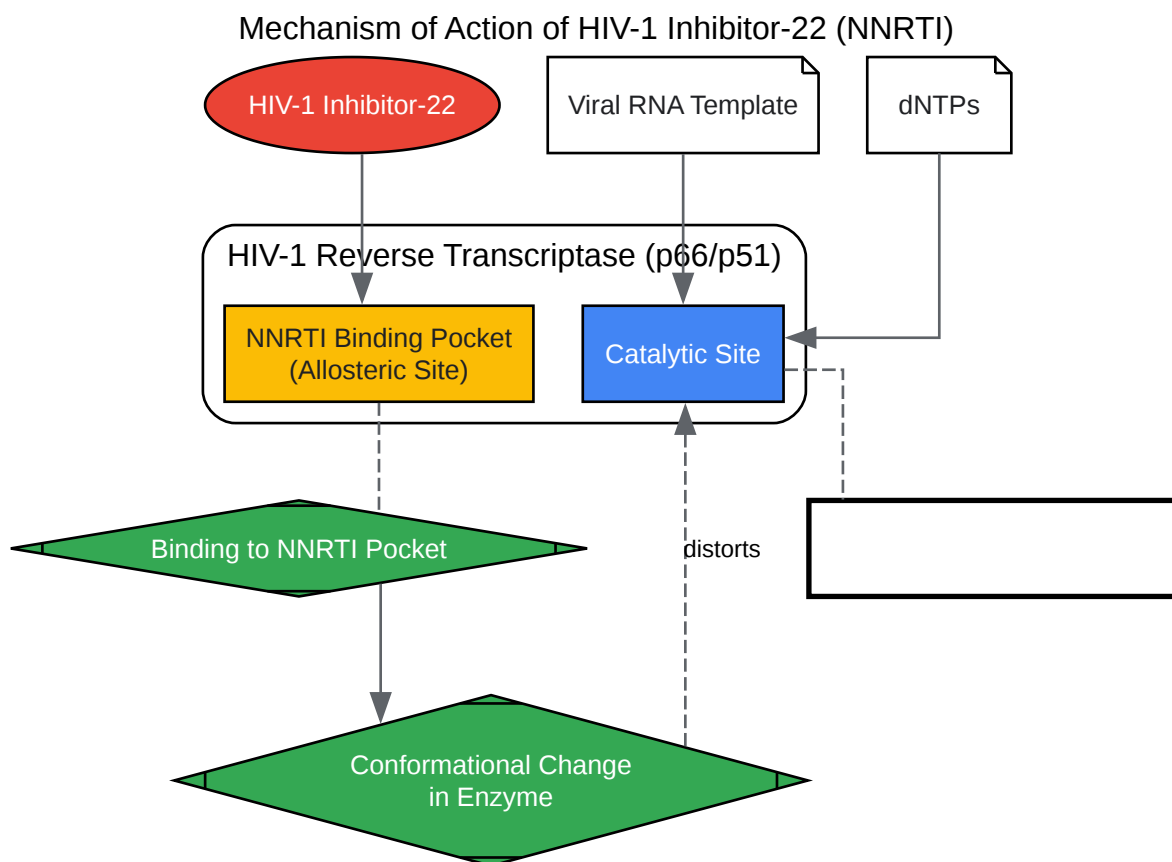 Mechanism of Action of HIV-1 Inhibitor-22 (NNRTI)
HIV-1 Inhibitor-22
Viral RNA Template
dNTPs
HIV-1 Reverse Transcriptase (p66/p51)
NNRTI Binding Pocket
(Allosteric Site)
Catalytic Site
Binding to NNRTI Pocket
distorts
Conformational Change
in Enzyme